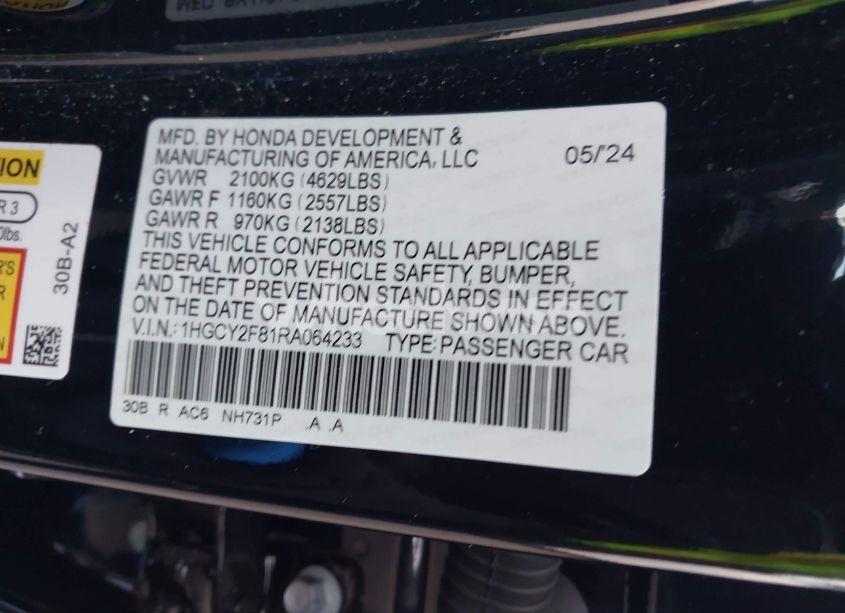 MFD. BY HONDA DEVELOPMENT &
MANUFACTURING OF AMERICA, LLC 05/'24
GVWR 2100KG (4629LBS)
GAWR F 1160KG (2557LBS)
GAWR R 970KG (2138LBS)
THIS VEHICLE CONFORMS TO ALL APPLICABLE
FEDERAL MOTOR VEHICLE SAFETY, BUMPER,
AND THEFT PREVENTION STANDARDS IN EFFECT
ON THE DATE OF MANUFACTURE SHOWN ABOVE.
V.I.N.: 1HGCY2F81RA064233 TYPE: PASSENGER CAR
30B R AC6 NH731P .A .A
30B-A2